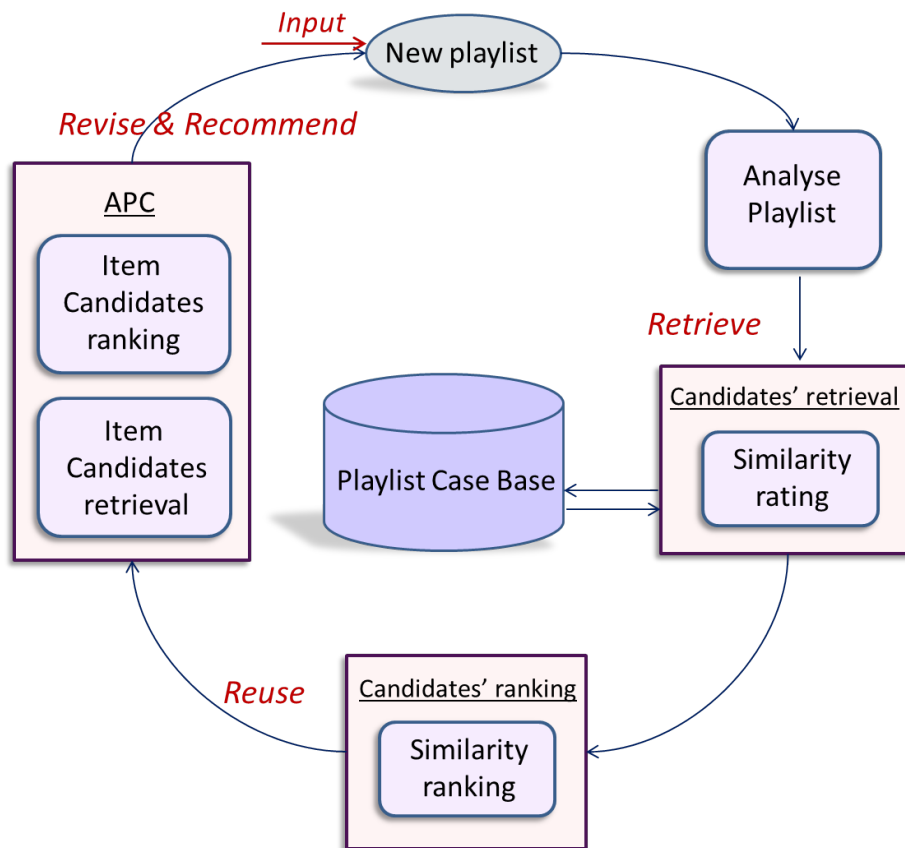 Input
New playlist
Revise & Recommend
Analyse
Playlist
APC
Item
Candidates
ranking
Retrieve
Candidates’ retrieval
Similarity
rating
Item
Candidates
retrieval
Playlist Case Base
Reuse
Candidates’ ranking
Similarity
ranking